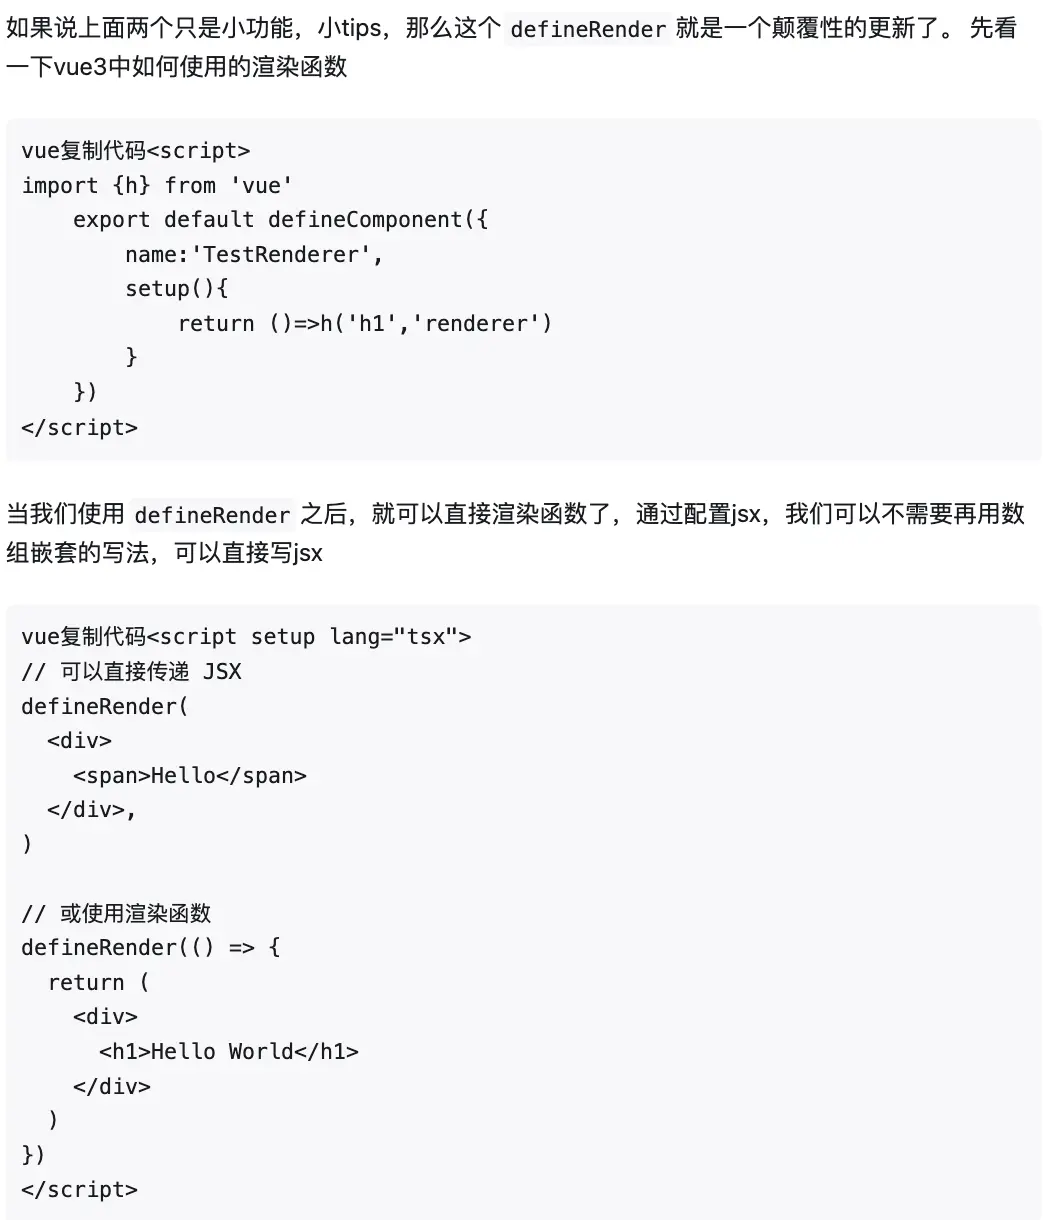 如果说上面两个只是小功能，小tips，那么这个 defineRender 就是一个颠覆性的更新了。 先看
一下vue3中如何使用的渲染函数
vue复制代码<script>
import {h} from 'vue'
    export default defineComponent({
        name:'TestRenderer',
        setup(){
            return ()=>h('h1','renderer')
        }
    })
</script>
当我们使用 defineRender 之后，就可以直接渲染函数了，通过配置jsx，我们可以不需要再用数
组嵌套的写法，可以直接写jsx
vue复制代码<script setup lang="tsx">
// 可以直接传递 JSX
defineRender(
  <div>
    <span>Hello</span>
  </div>,
)
// 或使用渲染函数
defineRender(() => {
  return (
    <div>
      <h1>Hello World</h1>
    </div>
  )
})
</script>